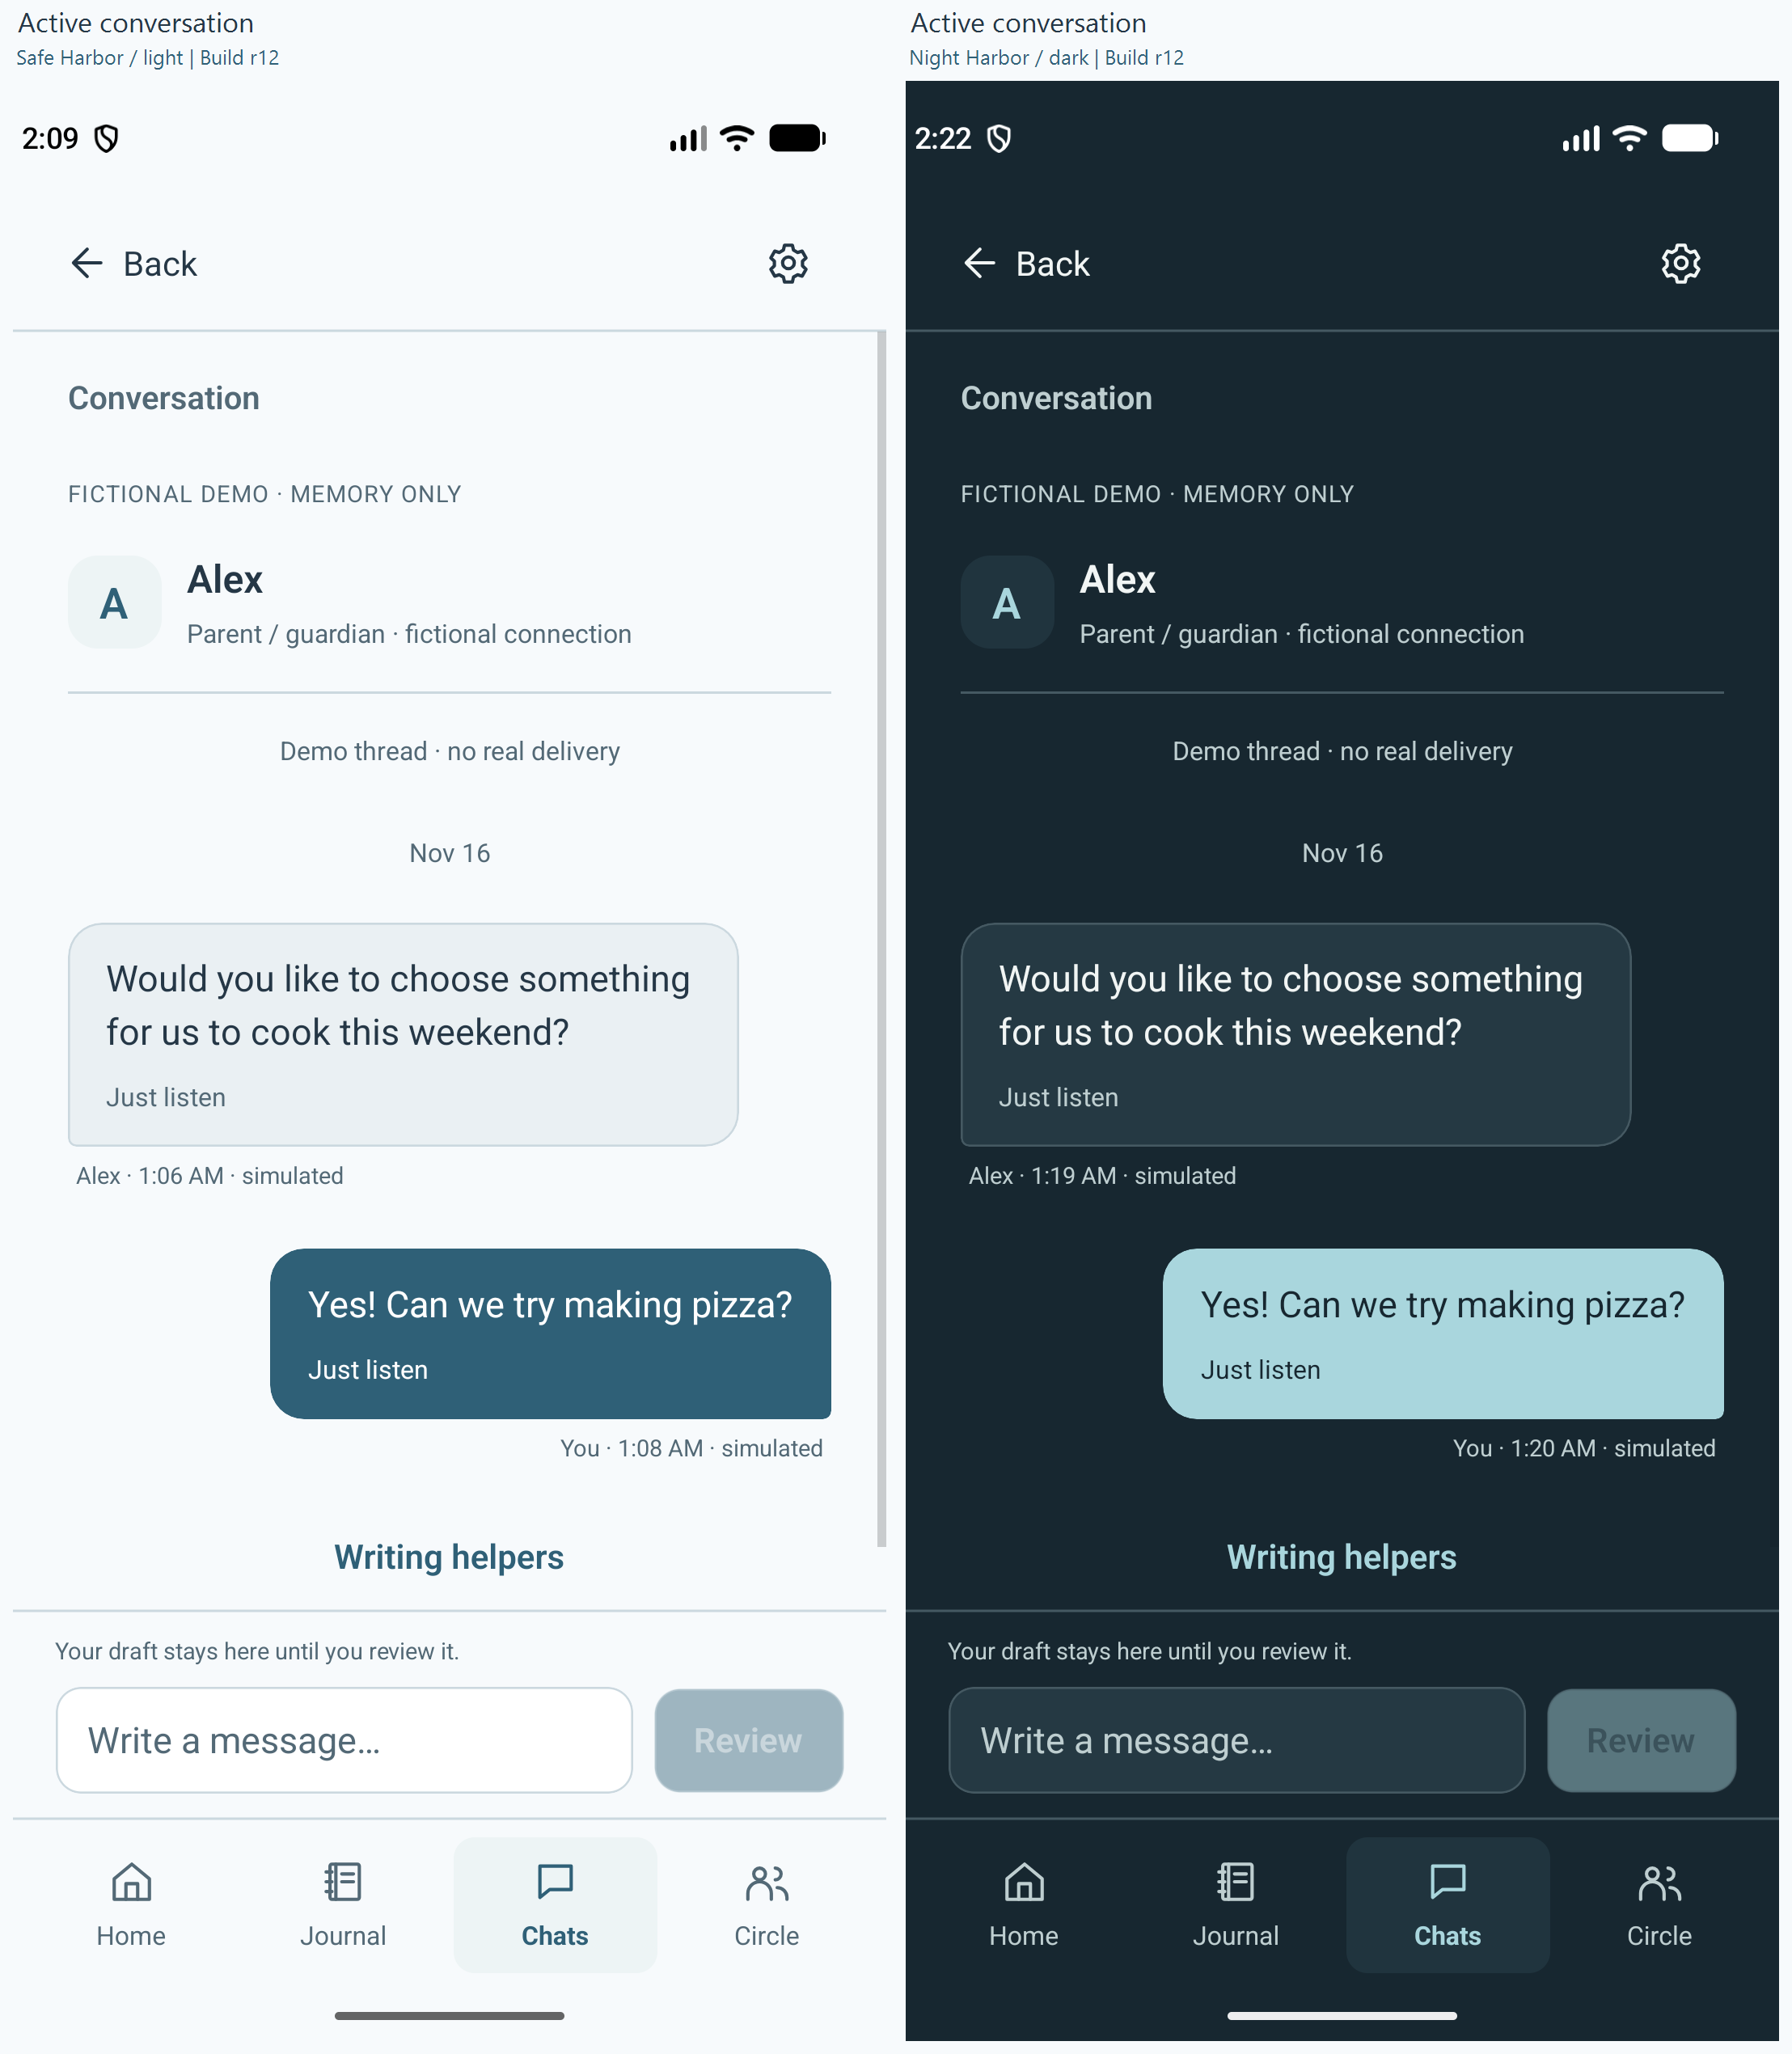 Active conversation
Safe Harbor / light | Build r12
2:09
Back
Conversation
FICTIONAL DEMO · MEMORY ONLY
A
Alex
Parent / guardian · fictional connection
Demo thread · no real delivery
Nov 16
Would you like to choose something
for us to cook this weekend?
Just listen
Alex · 1:06 AM · simulated
Yes! Can we try making pizza?
Just listen
You · 1:08 AM · simulated
Writing helpers
Your draft stays here until you review it.
Write a message...
Review
Home
Journal
Chats
Circle
Active conversation
Night Harbor / dark | Build r12
2:22
Back
Conversation
FICTIONAL DEMO · MEMORY ONLY
A
Alex
Parent / guardian · fictional connection
Demo thread · no real delivery
Nov 16
Would you like to choose something
for us to cook this weekend?
Just listen
Alex · 1:19 AM · simulated
Yes! Can we try making pizza?
Just listen
You · 1:20 AM · simulated
Writing helpers
Your draft stays here until you review it.
Write a message...
Review
Home
Journal
Chats
Circle